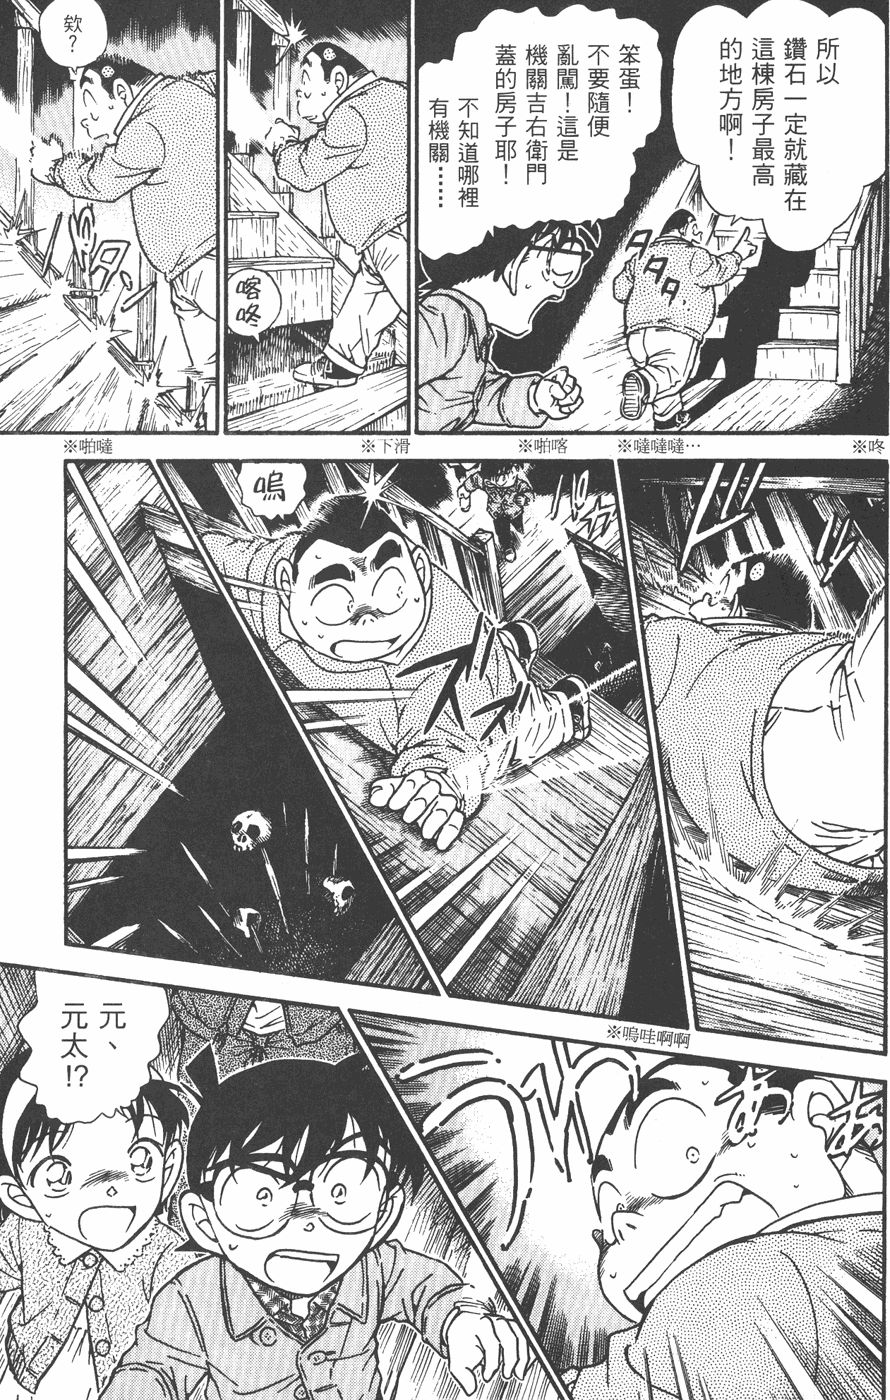 所以
鑽石一定就藏在
這棟房子最高
的地方啊！
笨蛋！
不要隨便
亂闖！這是
機關吉右衛門
蓋的房子耶！
不知道哪裡
有機關……
タタタ
喀咚
欸？
※咚
※噠噠噠…
※啪喀
※下滑
※啪噠
嗚
※嗚哇啊啊
元、
元太!?